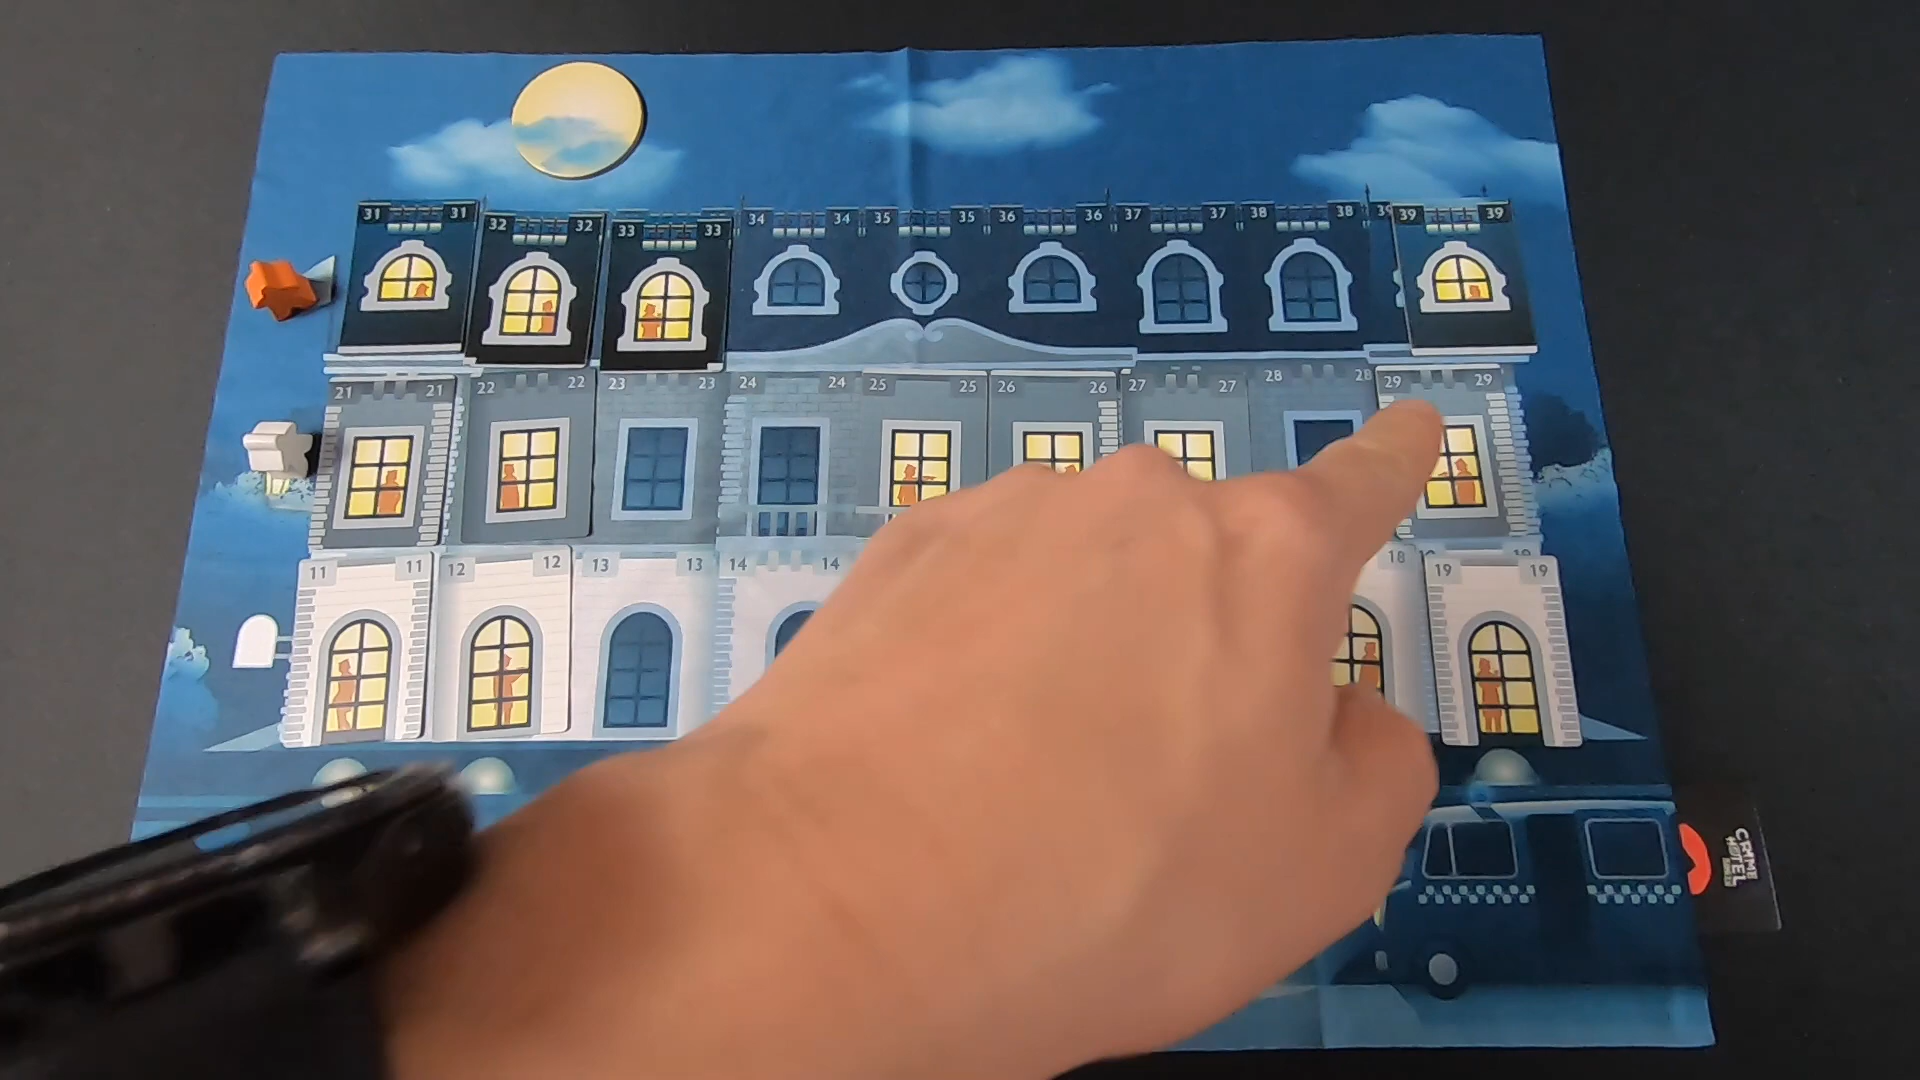 31 31 32 32 33 33 34 34 35 35 36 36 37 37 38 38 39 39 39
21 21 22 22 23 23 24 24 25 25 26 26 27 27 28 28 29 29
11 11 12 12 13 13 14 14 18 19 19 19
CRIME
HOTEL